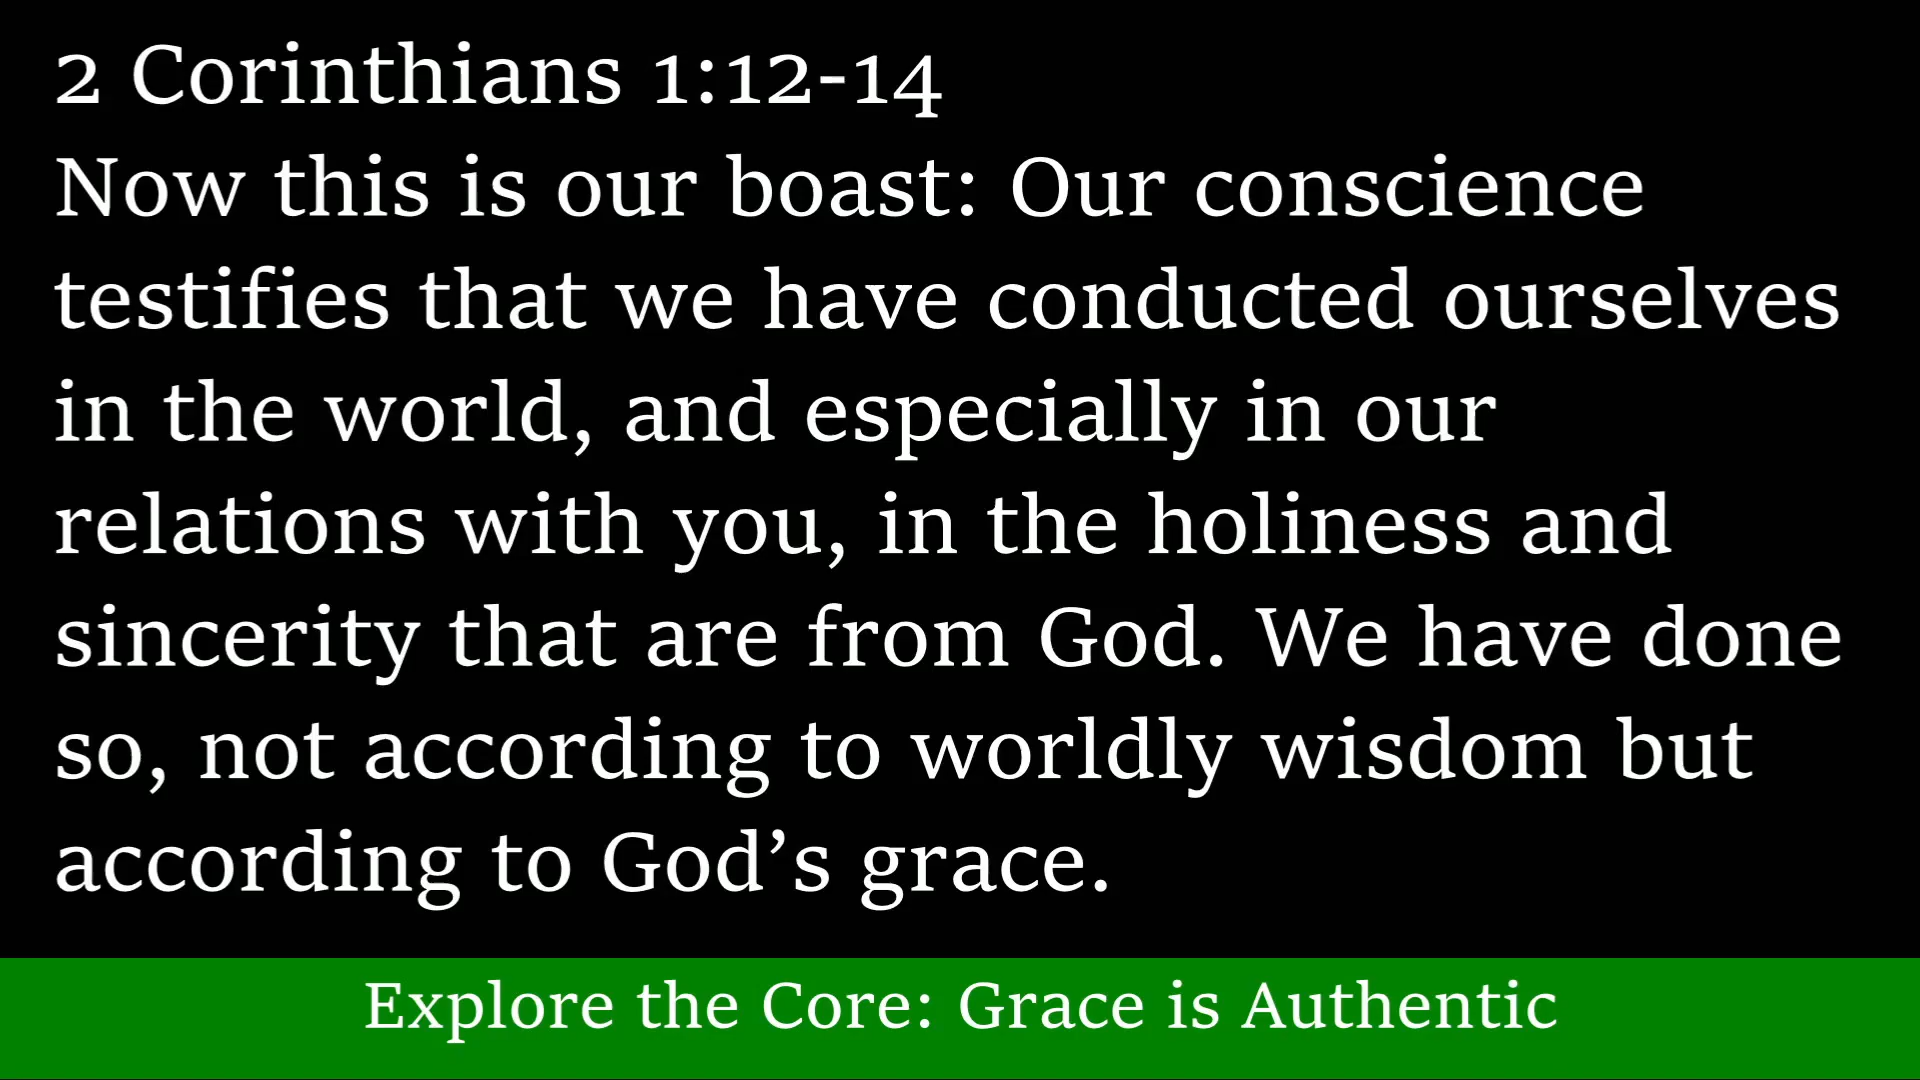 2 Corinthians 1:12-14
Now this is our boast: Our conscience
testifies that we have conducted ourselves
in the world, and especially in our
relations with you, in the holiness and
sincerity that are from God. We have done
so, not according to worldly wisdom but
according to God’s grace.
Explore the Core: Grace is Authentic